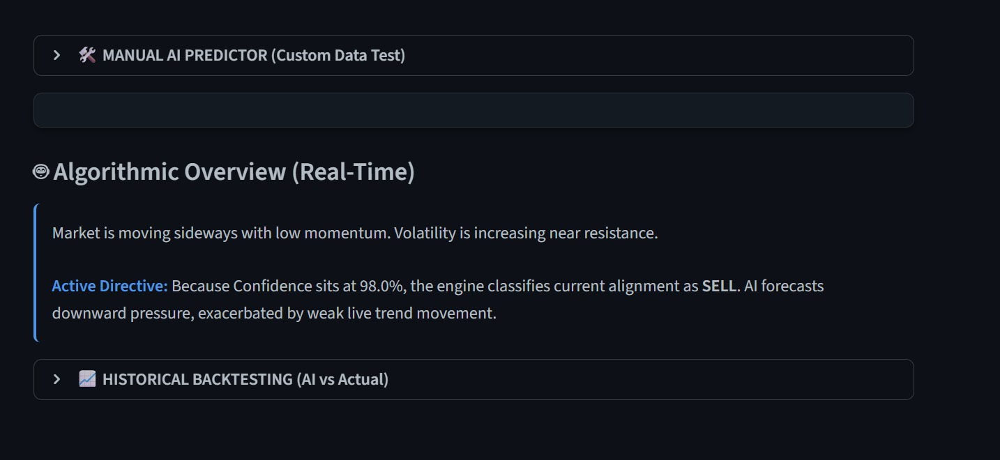 🛠️ MANUAL AI PREDICTOR (Custom Data Test)
Algorithmic Overview (Real-Time)
Market is moving sideways with low momentum. Volatility is increasing near resistance.
Active Directive: Because Confidence sits at 98.0%, the engine classifies current alignment as SELL. AI forecasts
downward pressure, exacerbated by weak live trend movement.
📈 HISTORICAL BACKTESTING (AI vs Actual)